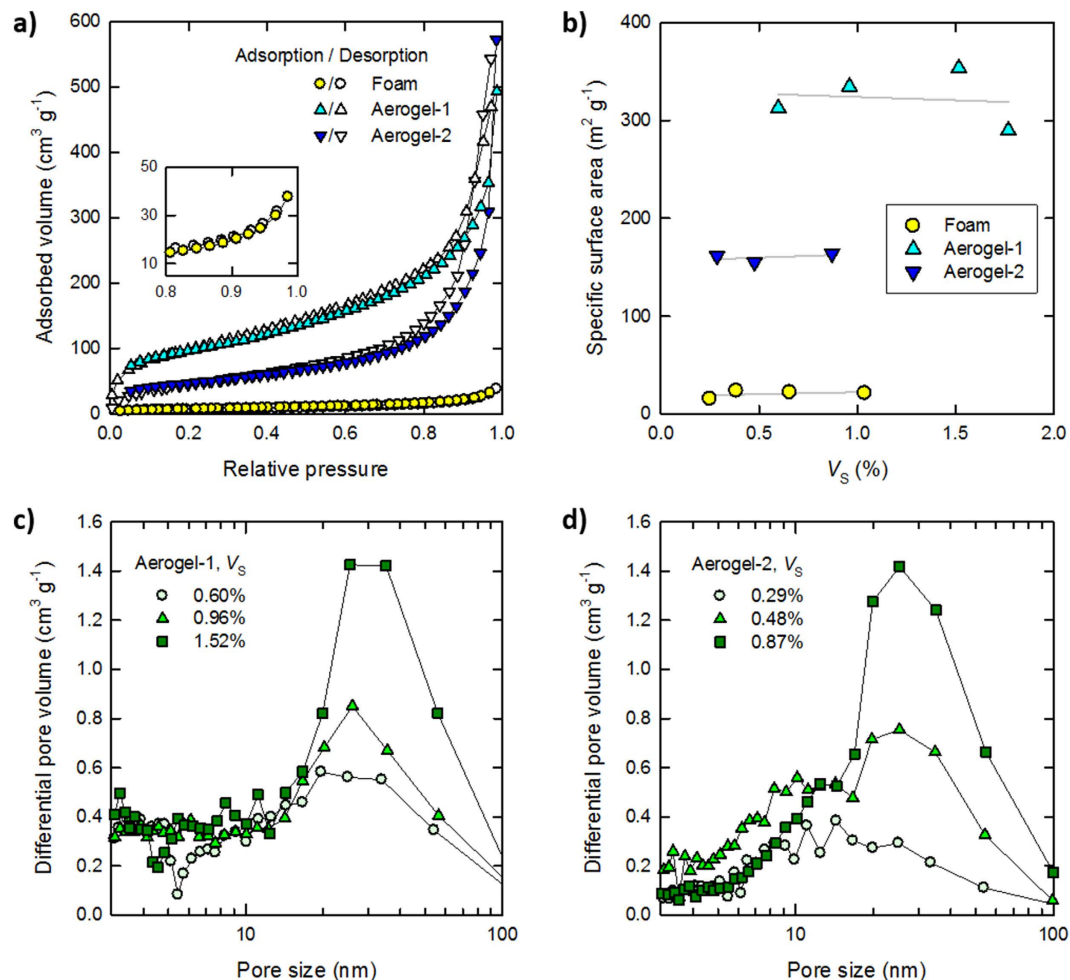 a)
600
500
400
300
200
100
0
Adsorbed volume (cm³ g⁻¹)
Adsorption / Desorption
/ Foam
/ Aerogel-1
/ Aerogel-2
50
30
10
0.8 0.9 1.0
0.0 0.2 0.4 0.6 0.8 1.0
Relative pressure
b)
400
300
200
100
0
Specific surface area (m² g⁻¹)
Foam
Aerogel-1
Aerogel-2
0.0 0.5 1.0 1.5 2.0
V_S (%)
c)
1.6
1.4
1.2
1.0
0.8
0.6
0.4
0.2
0.0
Differential pore volume (cm³ g⁻¹)
Aerogel-1, V_S
0.60%
0.96%
1.52%
10 100
Pore size (nm)
d)
1.6
1.4
1.2
1.0
0.8
0.6
0.4
0.2
0.0
Differential pore volume (cm³ g⁻¹)
Aerogel-2, V_S
0.29%
0.48%
0.87%
10 100
Pore size (nm)